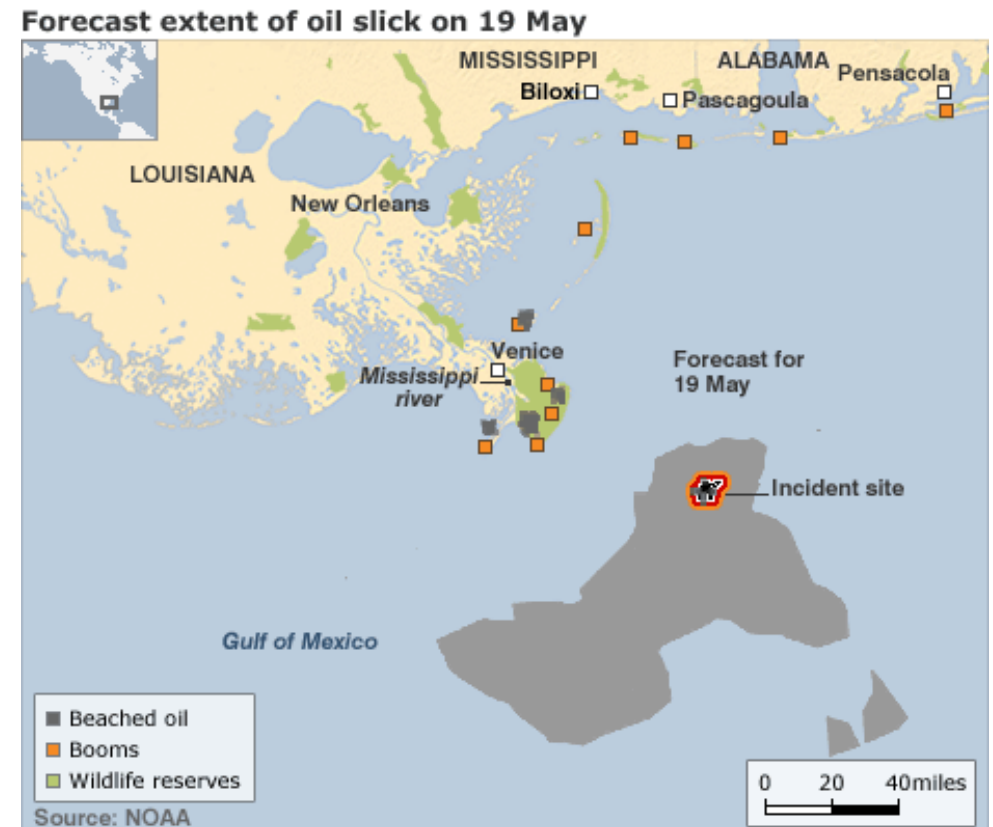 Forecast extent of oil slick on 19 May
MISSISSIPPI
ALABAMA
Pensacola
Biloxi
Pascagoula
LOUISIANA
New Orleans
Venice
Mississippi
river
Forecast for
19 May
Incident site
Gulf of Mexico
Beached oil
Booms
Wildlife reserves
0 20 40miles
Source: NOAA